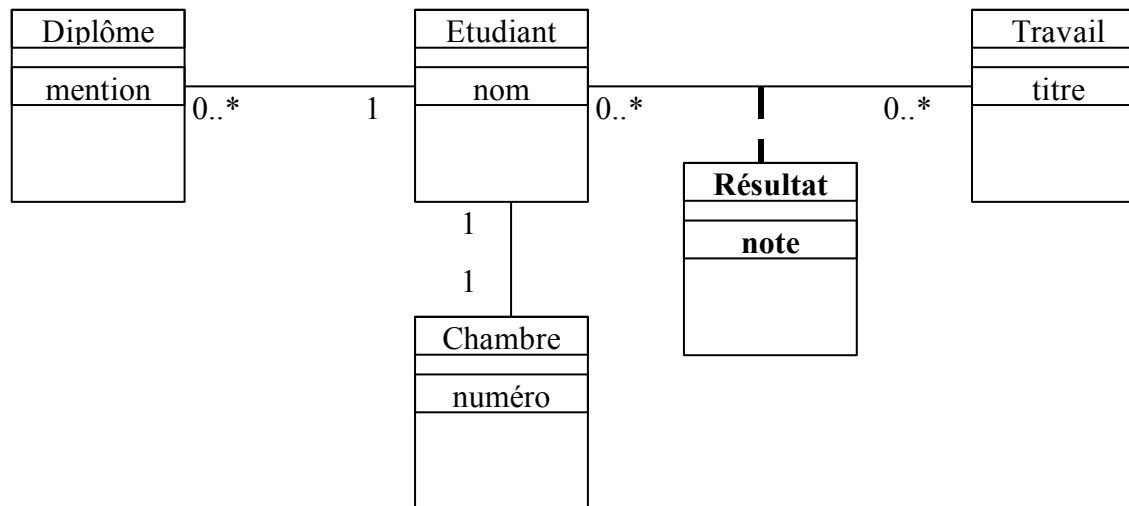 Diplôme
Etudiant
Travail
mention
nom
titre
0..*
1
0..*
0..*
Résultat
note
1
1
Chambre
numéro